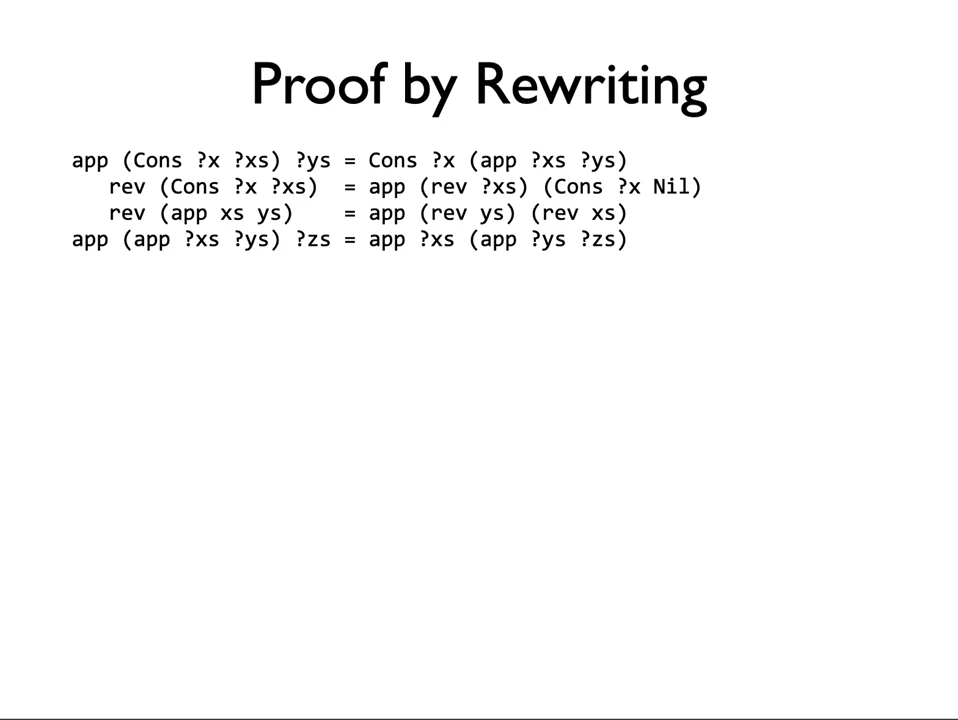 Proof by Rewriting
app (Cons ?x ?xs) ?ys = Cons ?x (app ?xs ?ys)
rev (Cons ?x ?xs) = app (rev ?xs) (Cons ?x Nil)
rev (app xs ys) = app (rev ys) (rev xs)
app (app ?xs ?ys) ?zs = app ?xs (app ?ys ?zs)